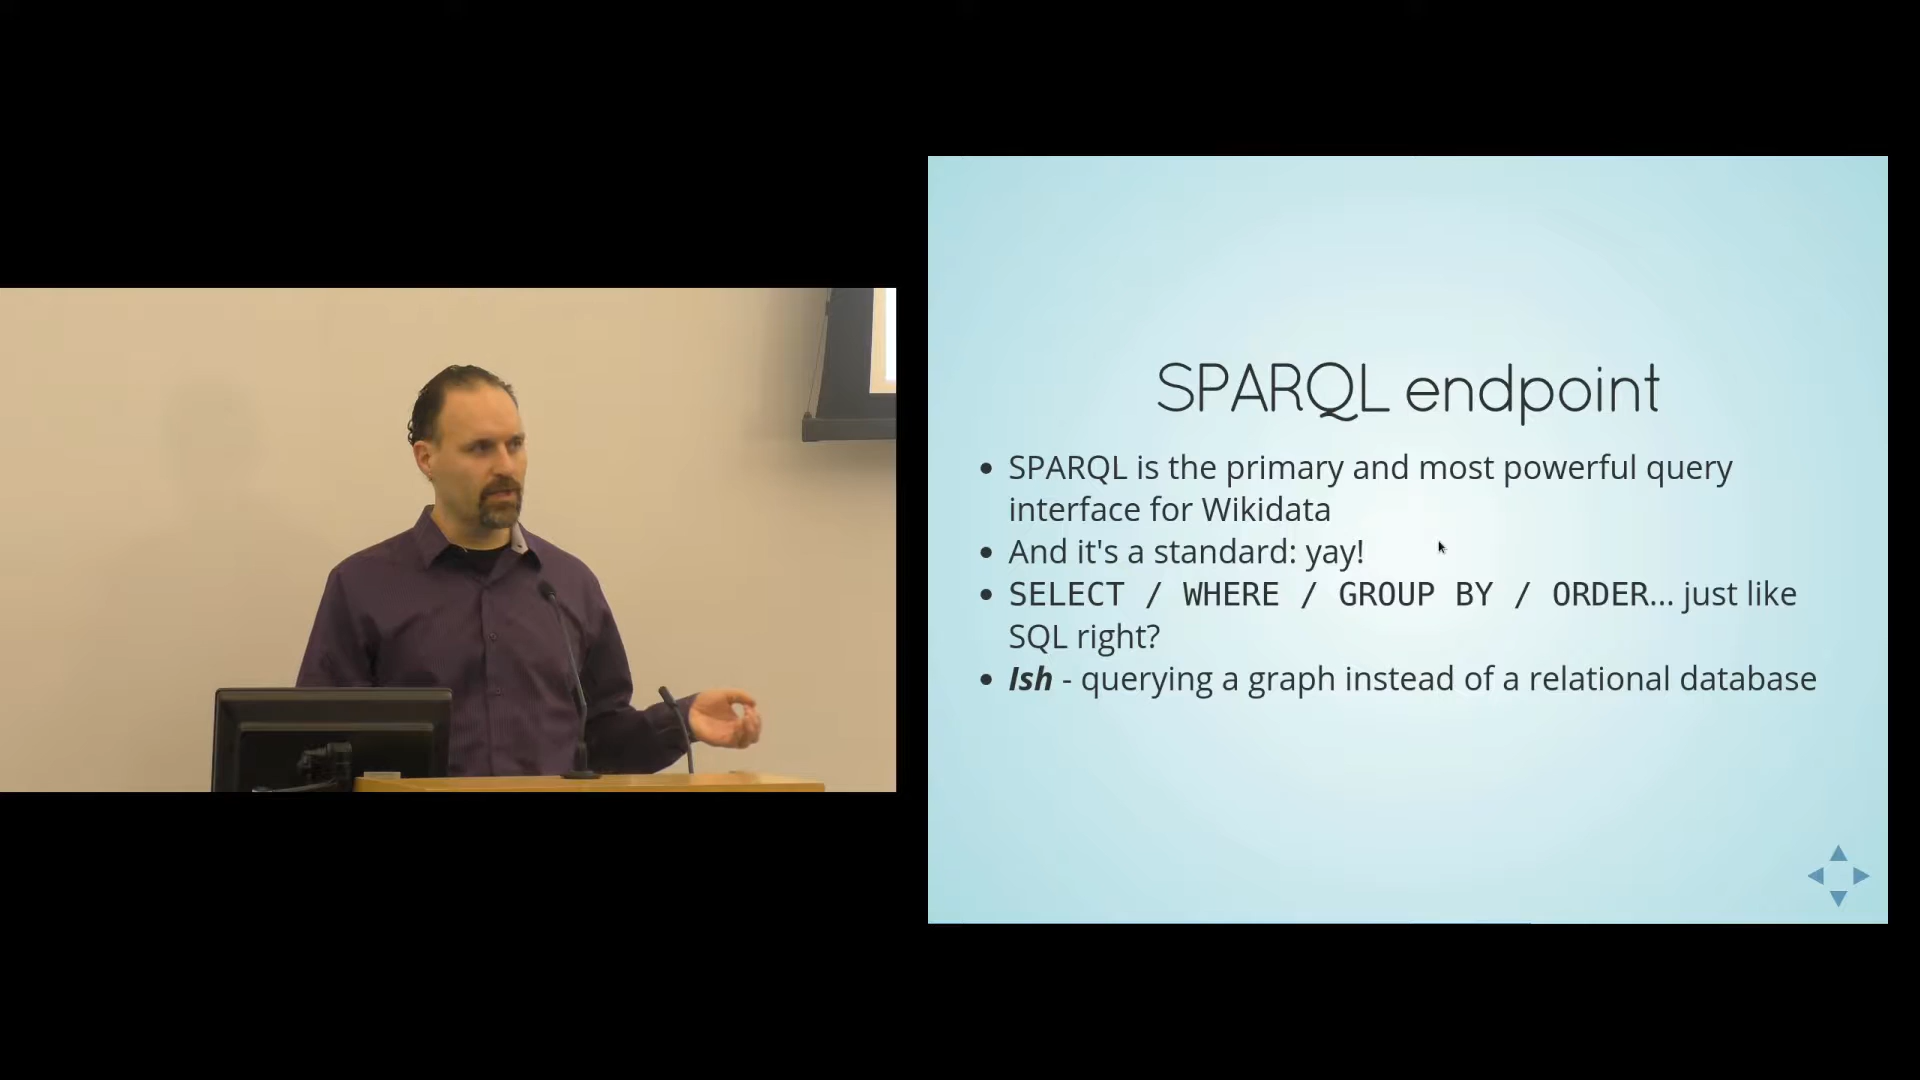 SPARQL endpoint
• SPARQL is the primary and most powerful query
interface for Wikidata
• And it's a standard: yay!
• SELECT / WHERE / GROUP BY / ORDER... just like
SQL right?
• Ish - querying a graph instead of a relational database